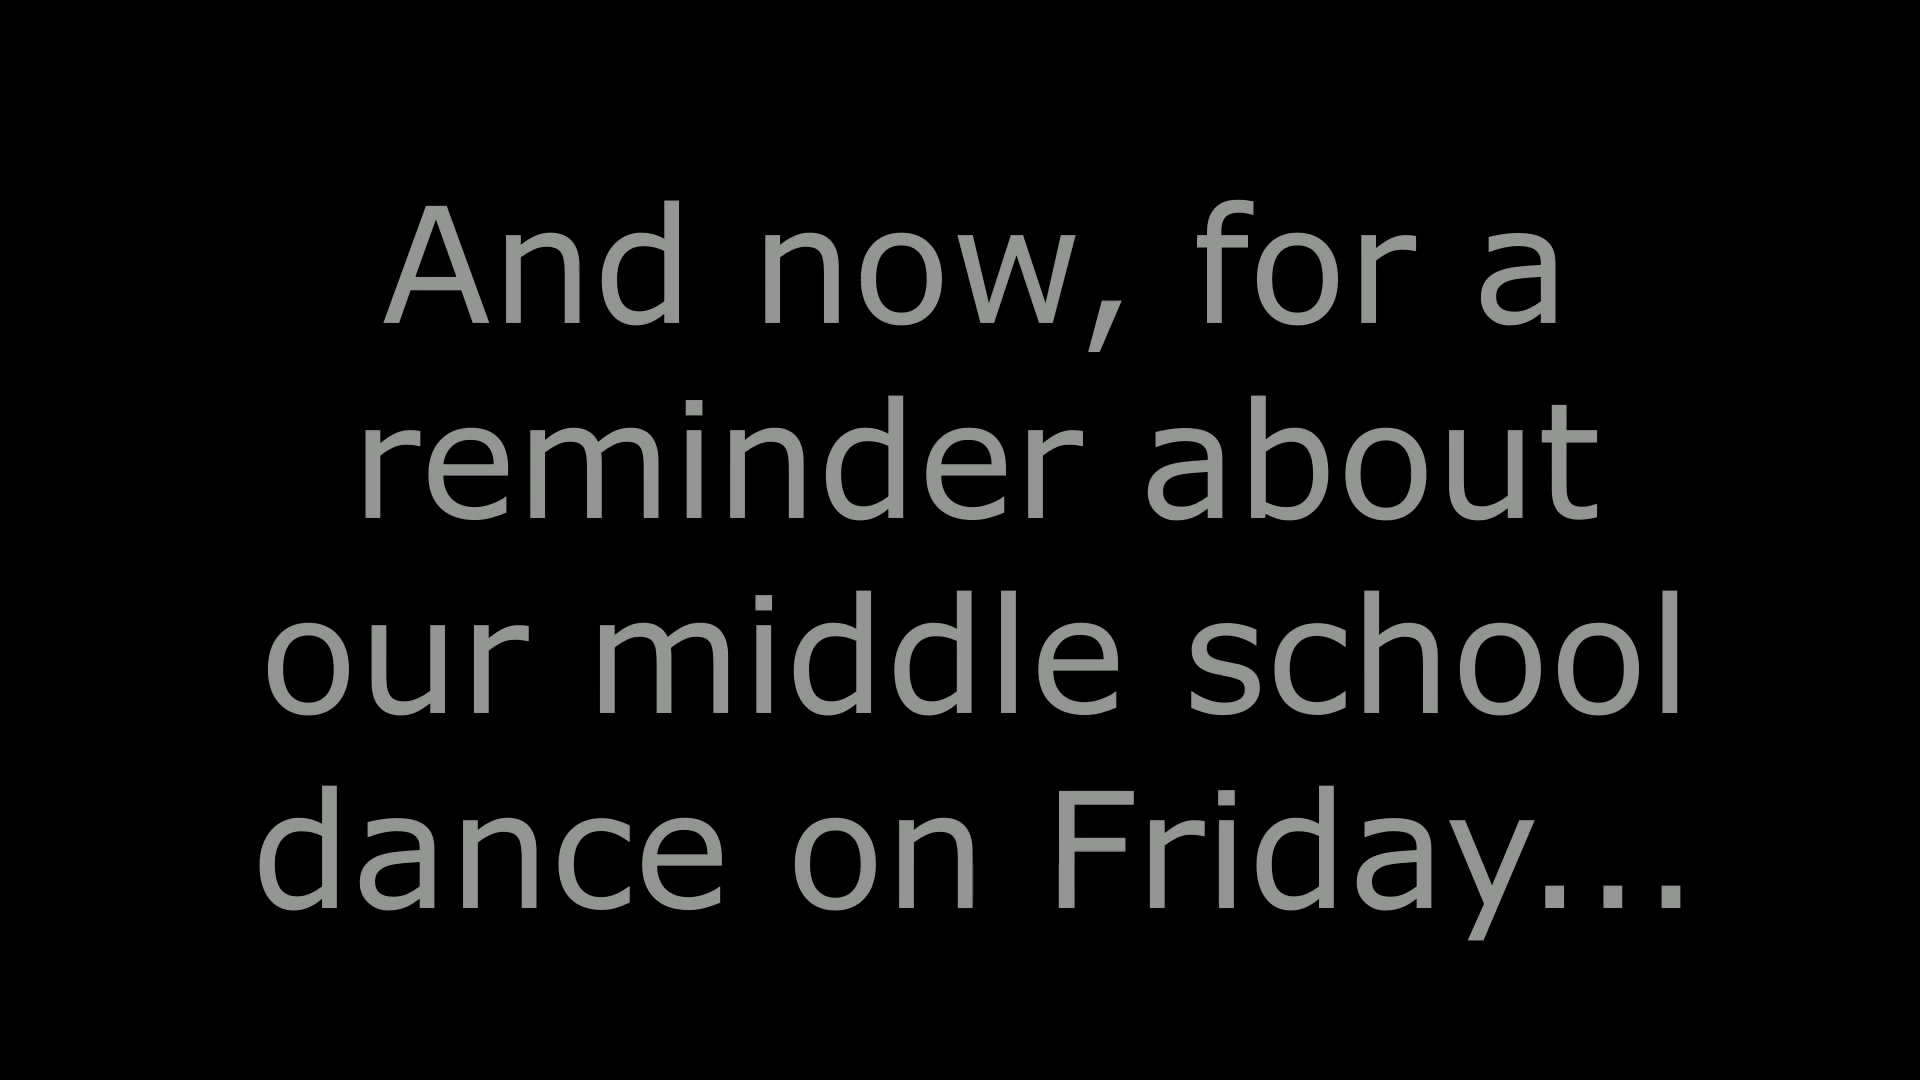 And now, for a
reminder about
our middle school
dance on Friday...